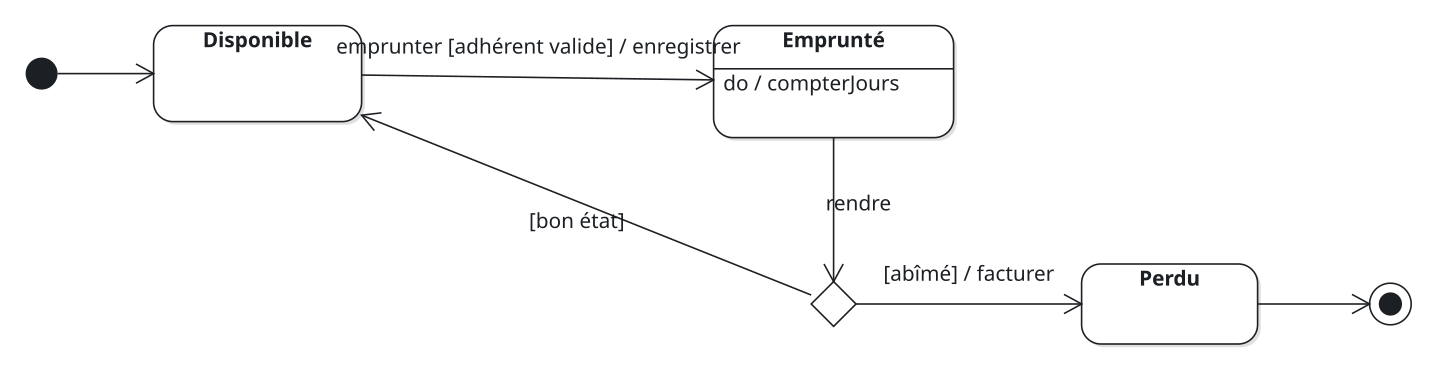 Disponible
emprunter [adhérent valide] / enregistrer
Emprunté
do / compterJours
rendre
[bon état]
[abîmé] / facturer
Perdu